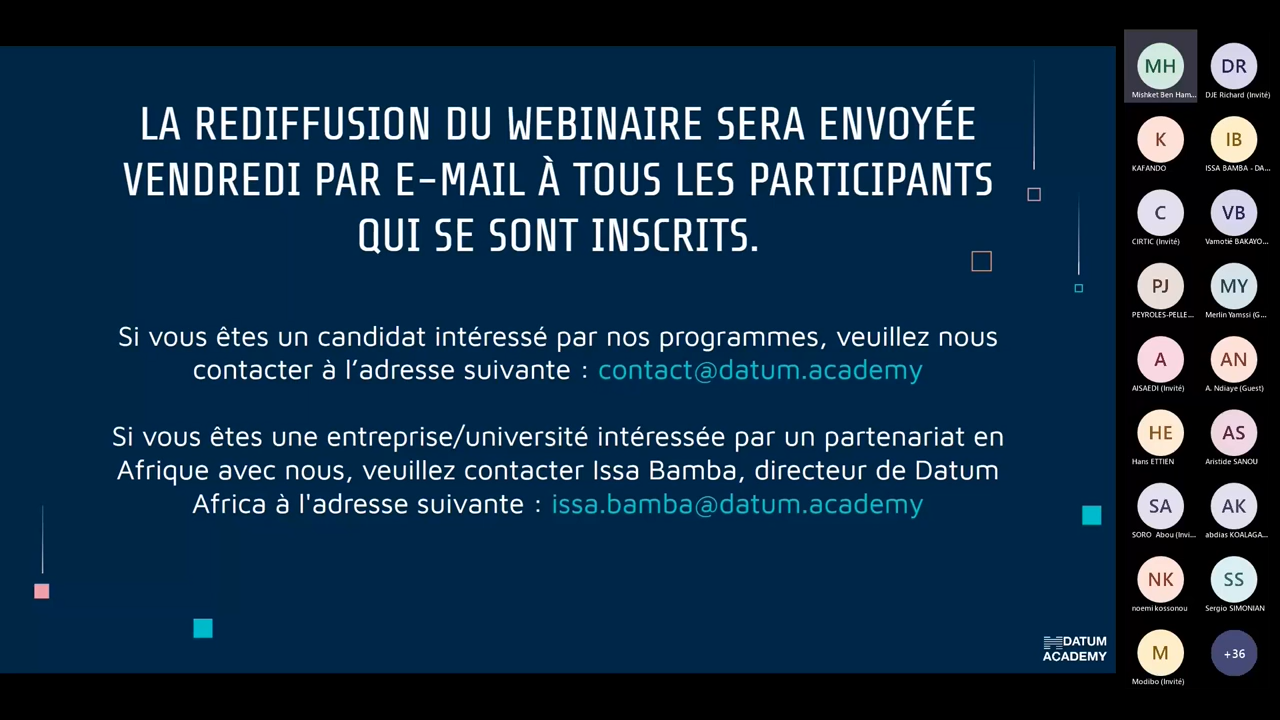 LA REDIFFUSION DU WEBINAIRE SERA ENVOYÉE
VENDREDI PAR E-MAIL À TOUS LES PARTICIPANTS
QUI SE SONT INSCRITS.
Si vous êtes un candidat intéressé par nos programmes, veuillez nous
contacter à l’adresse suivante : contact@datum.academy
Si vous êtes une entreprise/université intéressée par un partenariat en
Afrique avec nous, veuillez contacter Issa Bamba, directeur de Datum
Africa à l'adresse suivante : issa.bamba@datum.academy
DATUM
ACADEMY
MH
DR
Mishket Ben Ham...
DJE Richard (Invité)
K
IB
KAFANDO
ISSA BAMBA - DA...
C
VB
CIRTIC (Invité)
Vamotié BAKAYO...
PJ
MY
PEYROLES-PELLE...
Merlin Yamssi (G...
A
AN
AISAEDI (Invité)
A. Ndiaye (Guest)
HE
AS
Hans ETTIEN
Aristide SANOU
SA
AK
SORO Abou (Invi...
abdias KOALAGA...
NK
SS
noemi kossonou
Sergio SIMONIAN
M
+36
Modibo (Invité)